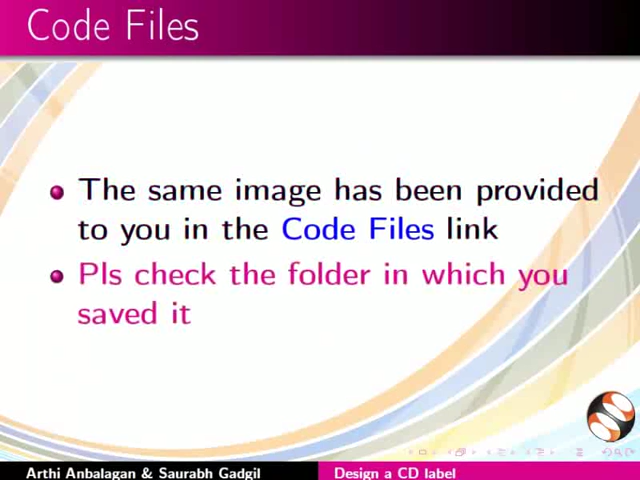 Code Files
The same image has been provided
to you in the Code Files link
Pls check the folder in which you
saved it
Arthi Anbalagan & Saurabh Gadgil
Design a CD label